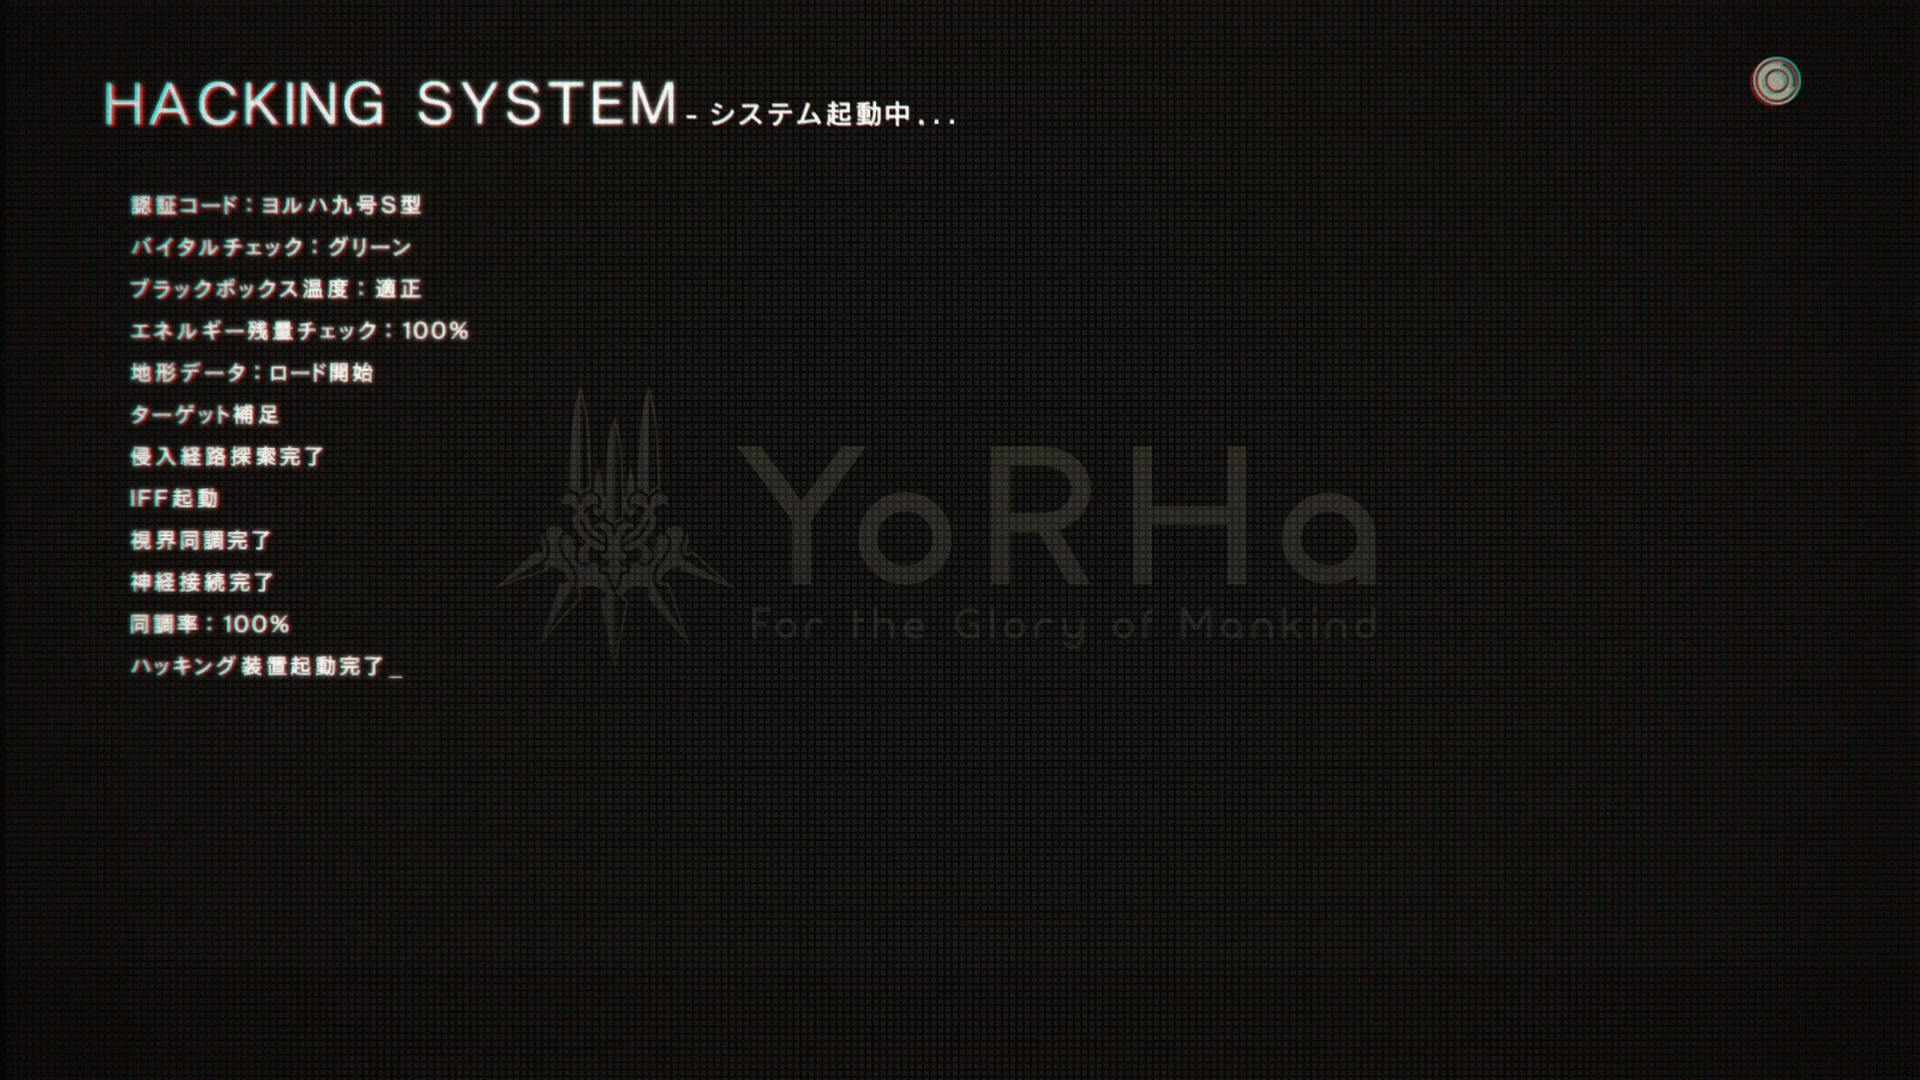 HACKING SYSTEM - システム起動中...
認証コード：ヨルハ九号S型
バイタルチェック：グリーン
ブラックボックス温度：適正
エネルギー残量チェック：100%
地形データ：ロード開始
ターゲット補足
侵入経路探索完了
IFF起動
視界同調完了
神経接続完了
同調率：100%
ハッキング装置起動完了_
YoRHa
For the Glory of Mankind